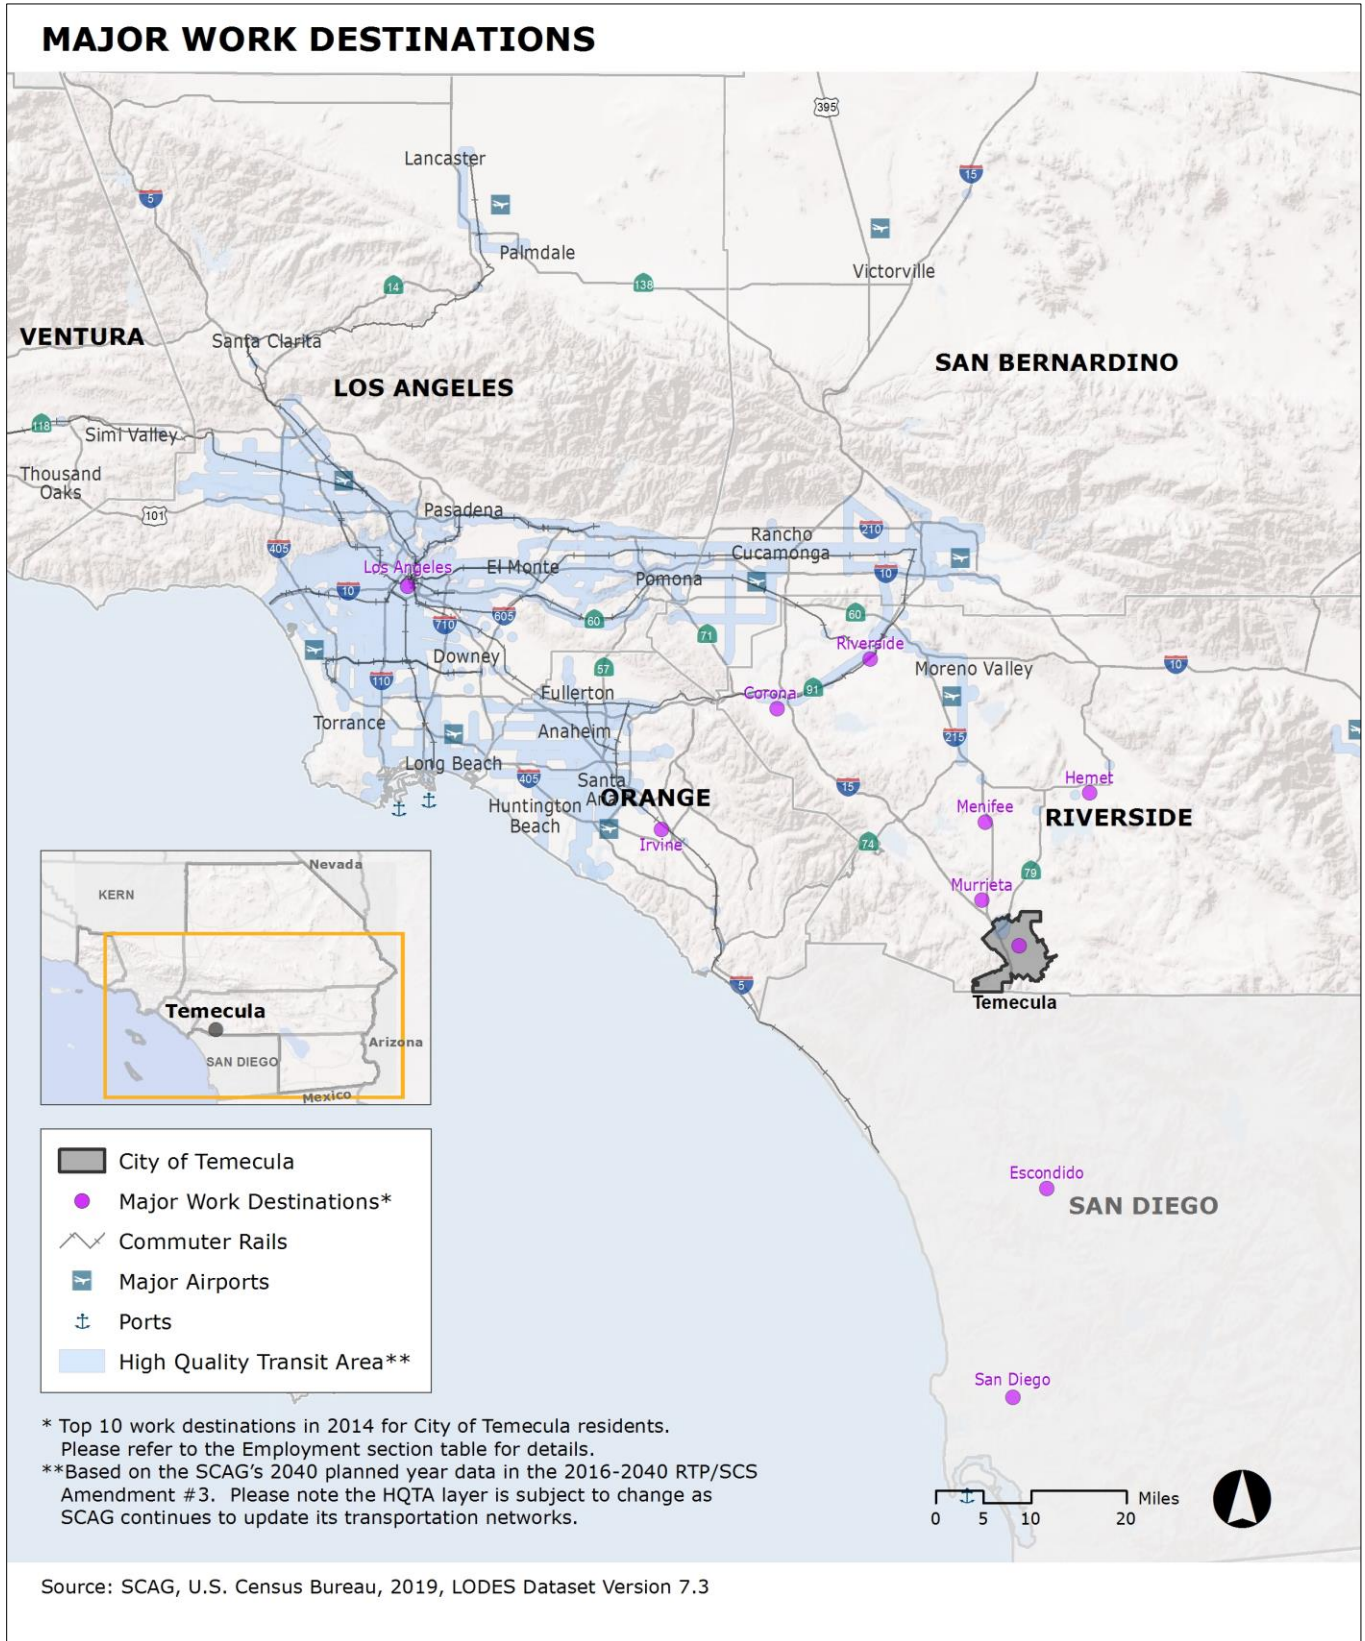 MAJOR WORK DESTINATIONS
395
Lancaster
15
5
Palmdale
Victorville
14
138
VENTURA
Santa Clarita
SAN BERNARDINO
LOS ANGELES
118
Simi Valley
Thousand
Oaks
101
Pasadena
405
210
Rancho
Cucamonga
Los Angeles
El Monte
Pomona
10
10
605
60
60
710
71
Riverside
Downey
57
Moreno Valley
10
110
Fullerton
Corona
91
Torrance
Anaheim
215
Long Beach
405
Santa
Ana
ORANGE
15
Hemet
Huntington
Beach
Menifee
RIVERSIDE
Irvine
74
79
Murrieta
5
Temecula
Nevada
KERN
Temecula
Arizona
SAN DIEGO
Mexico
Escondido
SAN DIEGO
San Diego
City of Temecula
Major Work Destinations*
Commuter Rails
Major Airports
Ports
High Quality Transit Area**
* Top 10 work destinations in 2014 for City of Temecula residents.
Please refer to the Employment section table for details.
**Based on the SCAG's 2040 planned year data in the 2016-2040 RTP/SCS
Amendment #3. Please note the HQTA layer is subject to change as
SCAG continues to update its transportation networks.
Miles
0 5 10 20
Source: SCAG, U.S. Census Bureau, 2019, LODES Dataset Version 7.3